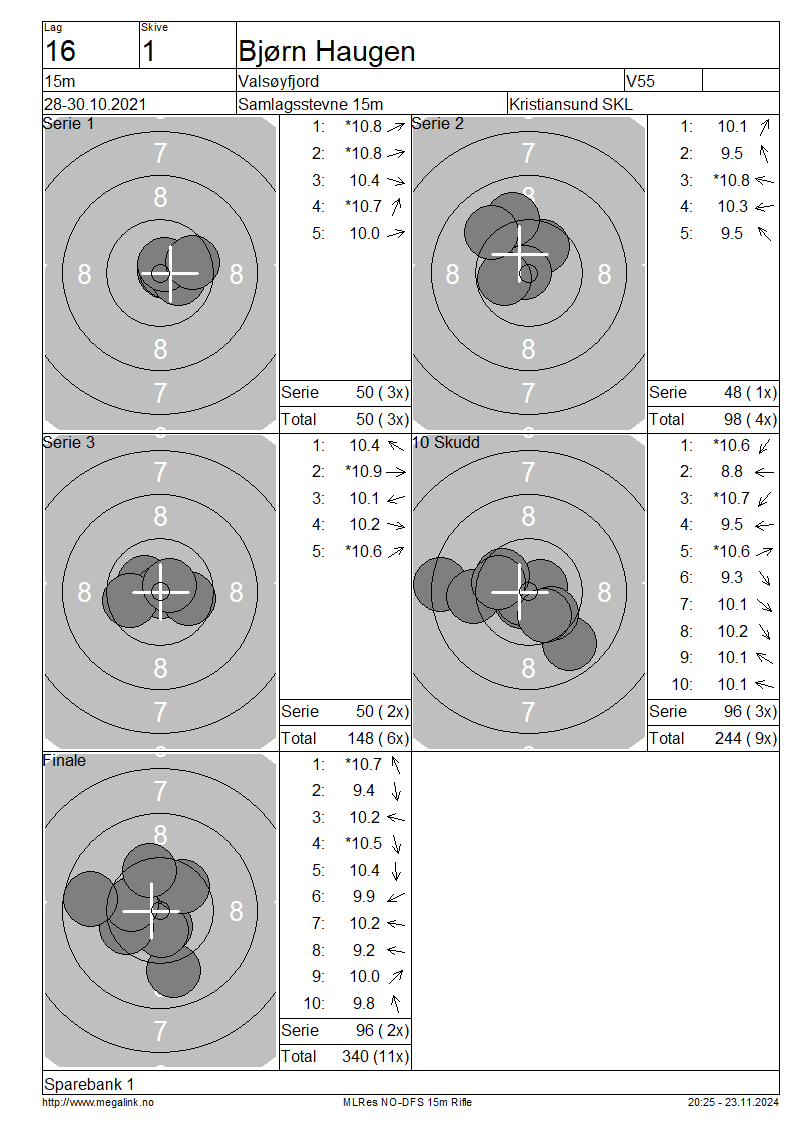 Lag Skive
16 1 Bjørn Haugen
15m Valsøyfjord V55
28-30.10.2021 Samlagsstevne 15m Kristiansund SKL
Serie 1
7
8
8 8
8
7
1: *10.8
2: *10.8
3: 10.4
4: *10.7
5: 10.0
Serie 50 ( 3x)
Total 50 ( 3x)
Serie 2
7
8
8 8
8
7
1: 10.1
2: 9.5
3: *10.8
4: 10.3
5: 9.5
Serie 48 ( 1x)
Total 98 ( 4x)
Serie 3
7
8
8 8
8
7
1: 10.4
2: *10.9
3: 10.1
4: 10.2
5: *10.6
Serie 50 ( 2x)
Total 148 ( 6x)
10 Skudd
7
8
8
8
7
1: *10.6
2: 8.8
3: *10.7
4: 9.5
5: *10.6
6: 9.3
7: 10.1
8: 10.2
9: 10.1
10: 10.1
Serie 96 ( 3x)
Total 244 ( 9x)
Finale
7
8
8
7
1: *10.7
2: 9.4
3: 10.2
4: *10.5
5: 10.4
6: 9.9
7: 10.2
8: 9.2
9: 10.0
10: 9.8
Serie 96 ( 2x)
Total 340 (11x)
Sparebank 1
http://www.megalink.no MLRes NO-DFS 15m Rifle 20:25 - 23.11.2024